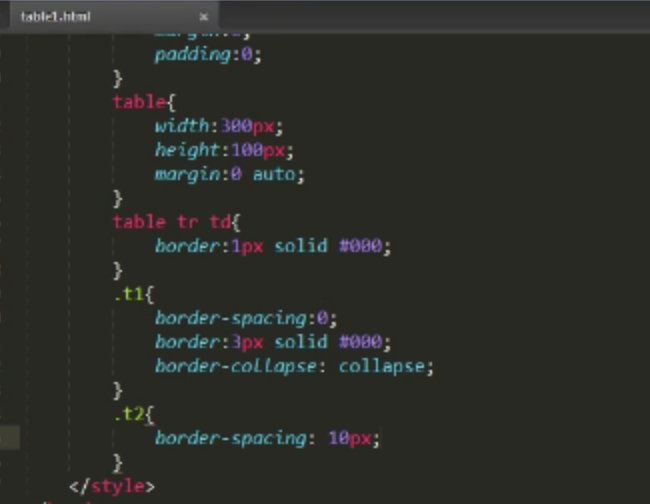 table1.html ×
padding:0;
}
table{
width:300px;
height:100px;
margin:0 auto;
}
table tr td{
border:1px solid #000;
}
.t1{
border-spacing:0;
border:3px solid #000;
border-collapse: collapse;
}
.t2{
border-spacing: 10px;
}
</style>